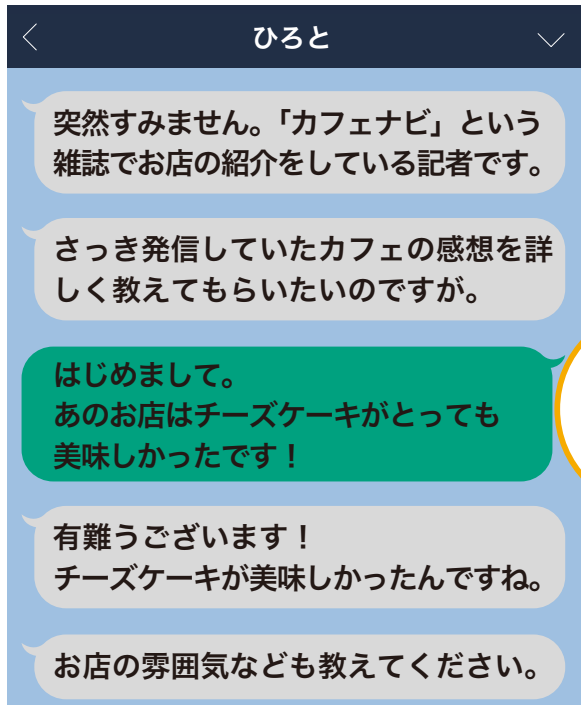 ひろと
突然すみません。「カフェナビ」という
雑誌でお店の紹介をしている記者です。
さっき発信していたカフェの感想を詳
しく教えてもらいたいのですが。
はじめまして。
あのお店はチーズケーキがとっても
美味しかったです！
有難うございます！
チーズケーキが美味しかったんですね。
お店の雰囲気なども教えてください。